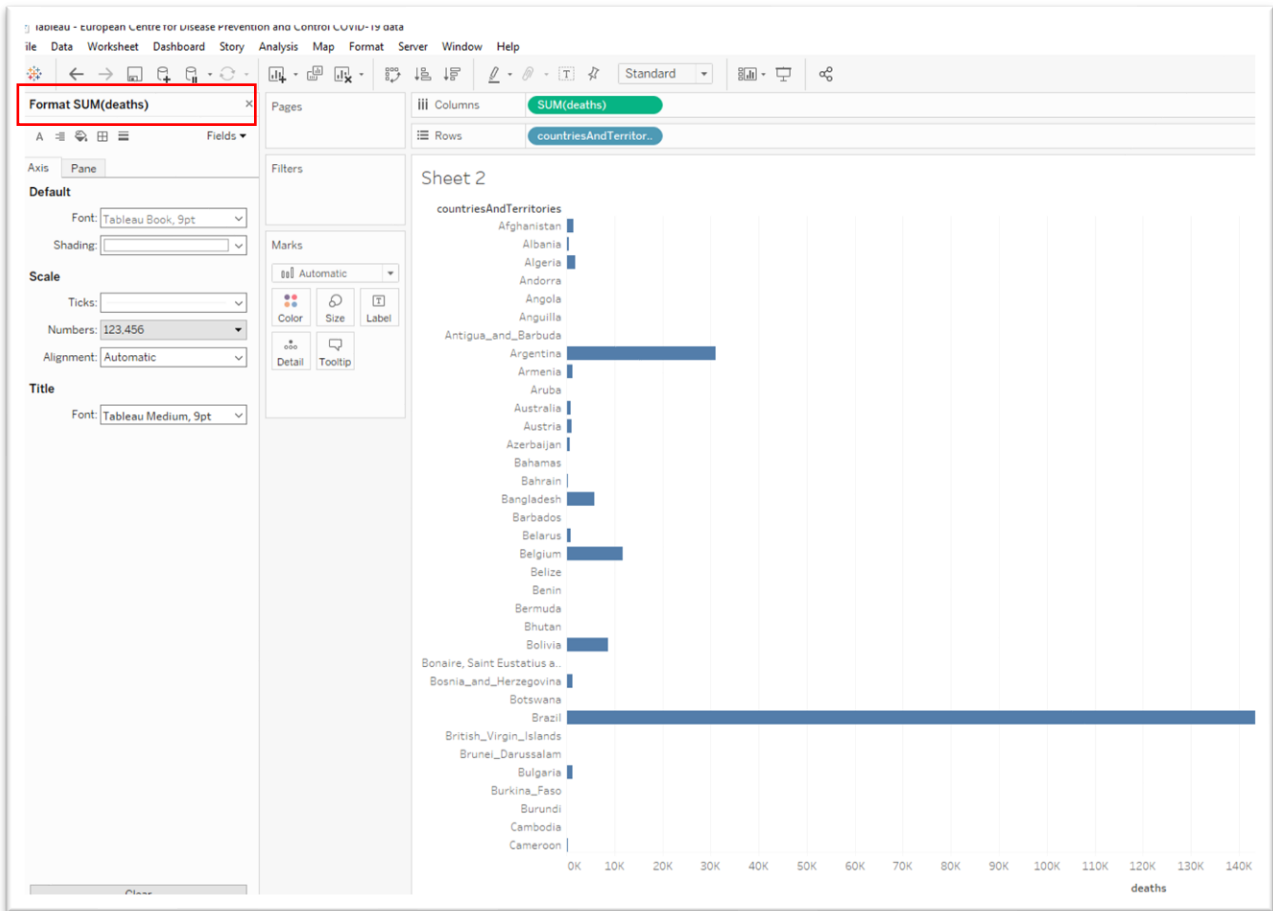 Tableau - European Centre for Disease Prevention and Control COVID-19 data
ile Data Worksheet Dashboard Story Analysis Map Format Server Window Help
Standard
Format SUM(deaths)
A
Fields
Axis Pane
Default
Font: Tableau Book, 9pt
Shading:
Scale
Ticks:
Numbers: 123,456
Alignment: Automatic
Title
Font: Tableau Medium, 9pt
Clear
Pages
Filters
Marks
Automatic
Color Size Label
Detail Tooltip
Columns SUM(deaths)
Rows countriesAndTerritor..
Sheet 2
countriesAndTerritories
Afghanistan
Albania
Algeria
Andorra
Angola
Anguilla
Antigua_and_Barbuda
Argentina
Armenia
Aruba
Australia
Austria
Azerbaijan
Bahamas
Bahrain
Bangladesh
Barbados
Belarus
Belgium
Belize
Benin
Bermuda
Bhutan
Bolivia
Bonaire, Saint Eustatius a..
Bosnia_and_Herzegovina
Botswana
Brazil
British_Virgin_Islands
Brunei_Darussalam
Bulgaria
Burkina_Faso
Burundi
Cambodia
Cameroon
0K 10K 20K 30K 40K 50K 60K 70K 80K 90K 100K 110K 120K 130K 140K
deaths